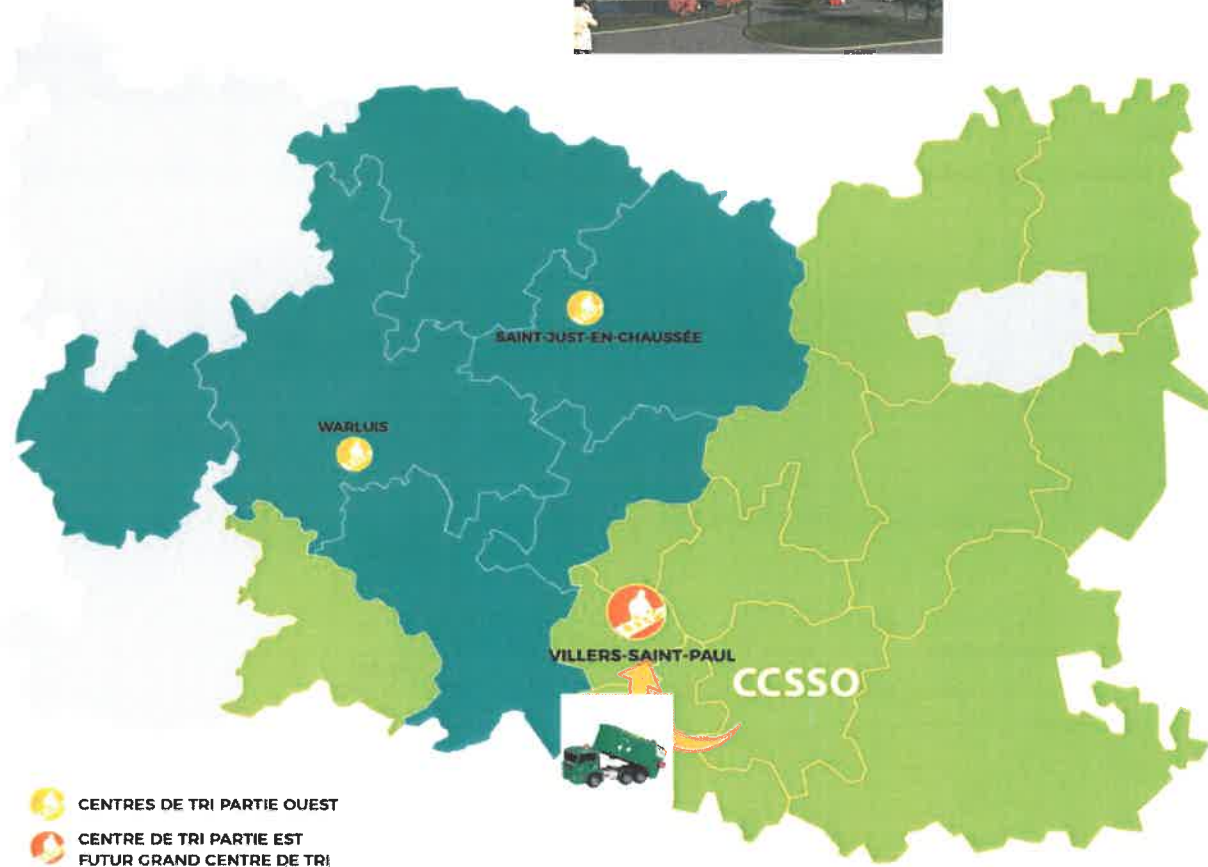 SAINT-JUST-EN-CHAUSSÉE
WARLUIS
VILLERS-SAINT-PAUL
CCSSO
CENTRES DE TRI PARTIE OUEST
CENTRE DE TRI PARTIE EST
FUTUR GRAND CENTRE DE TRI